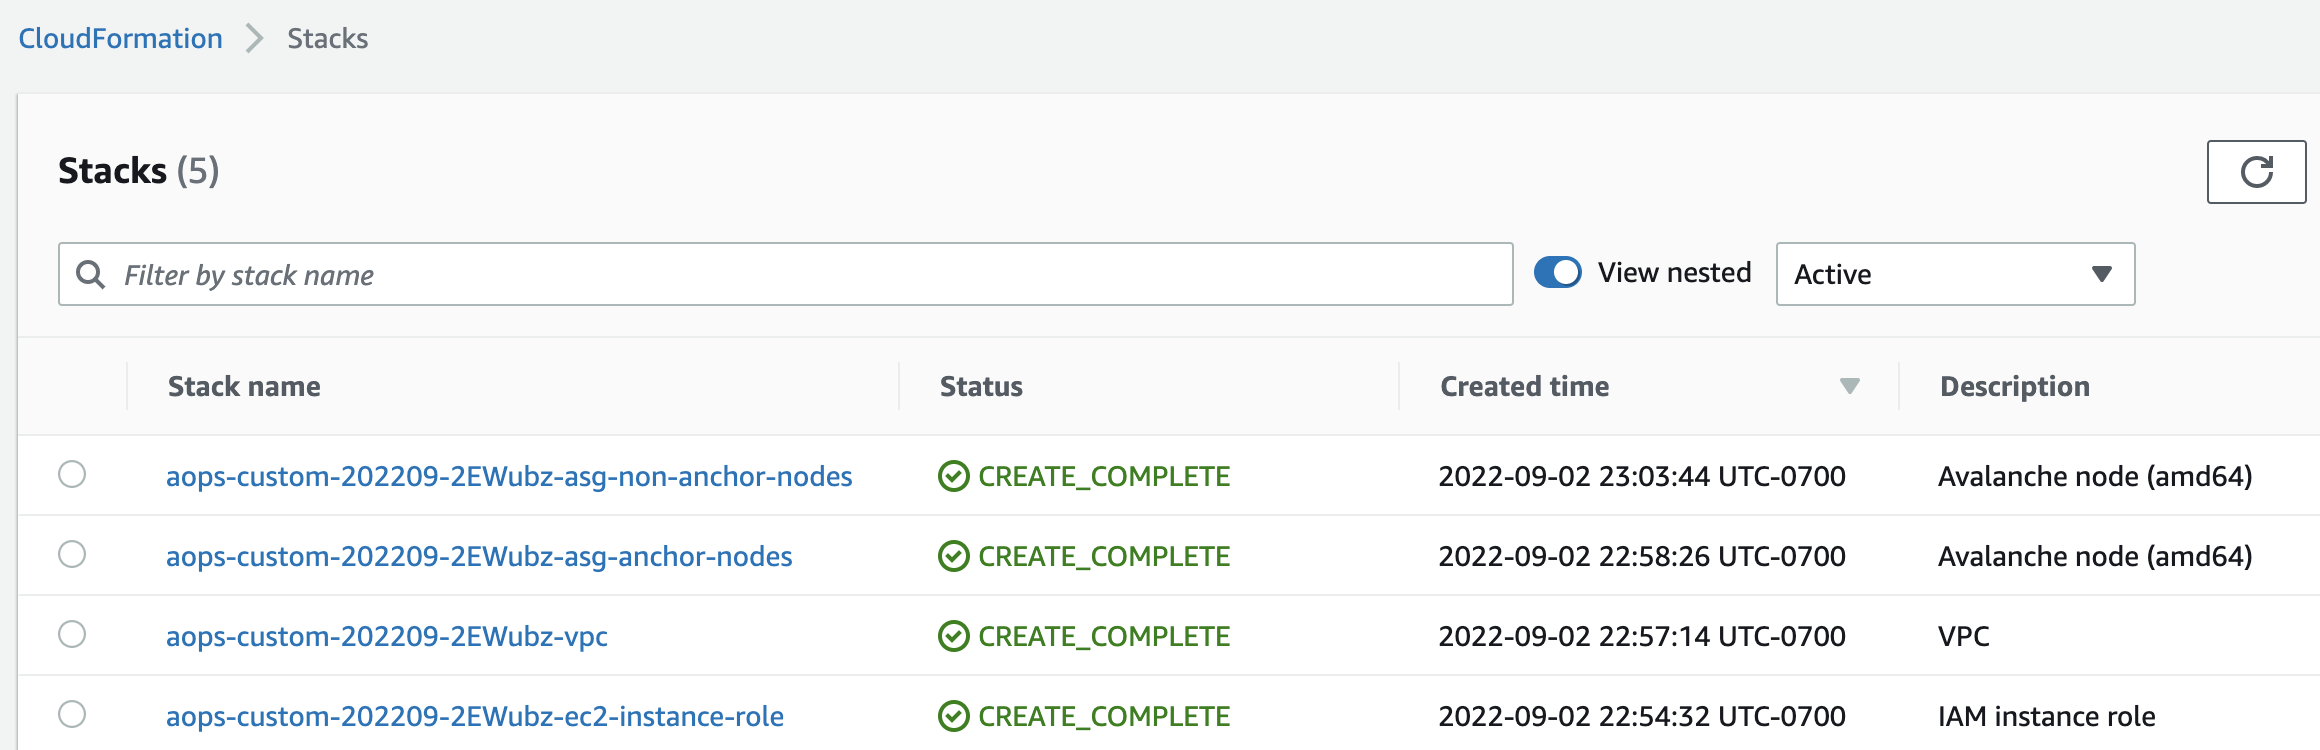 CloudFormation Stacks
Stacks (5)
Filter by stack name View nested Active
Stack name Status Created time Description
aops-custom-202209-2EWubz-asg-non-anchor-nodes CREATE_COMPLETE 2022-09-02 23:03:44 UTC-0700 Avalanche node (amd64)
aops-custom-202209-2EWubz-asg-anchor-nodes CREATE_COMPLETE 2022-09-02 22:58:26 UTC-0700 Avalanche node (amd64)
aops-custom-202209-2EWubz-vpc CREATE_COMPLETE 2022-09-02 22:57:14 UTC-0700 VPC
aops-custom-202209-2EWubz-ec2-instance-role CREATE_COMPLETE 2022-09-02 22:54:32 UTC-0700 IAM instance role